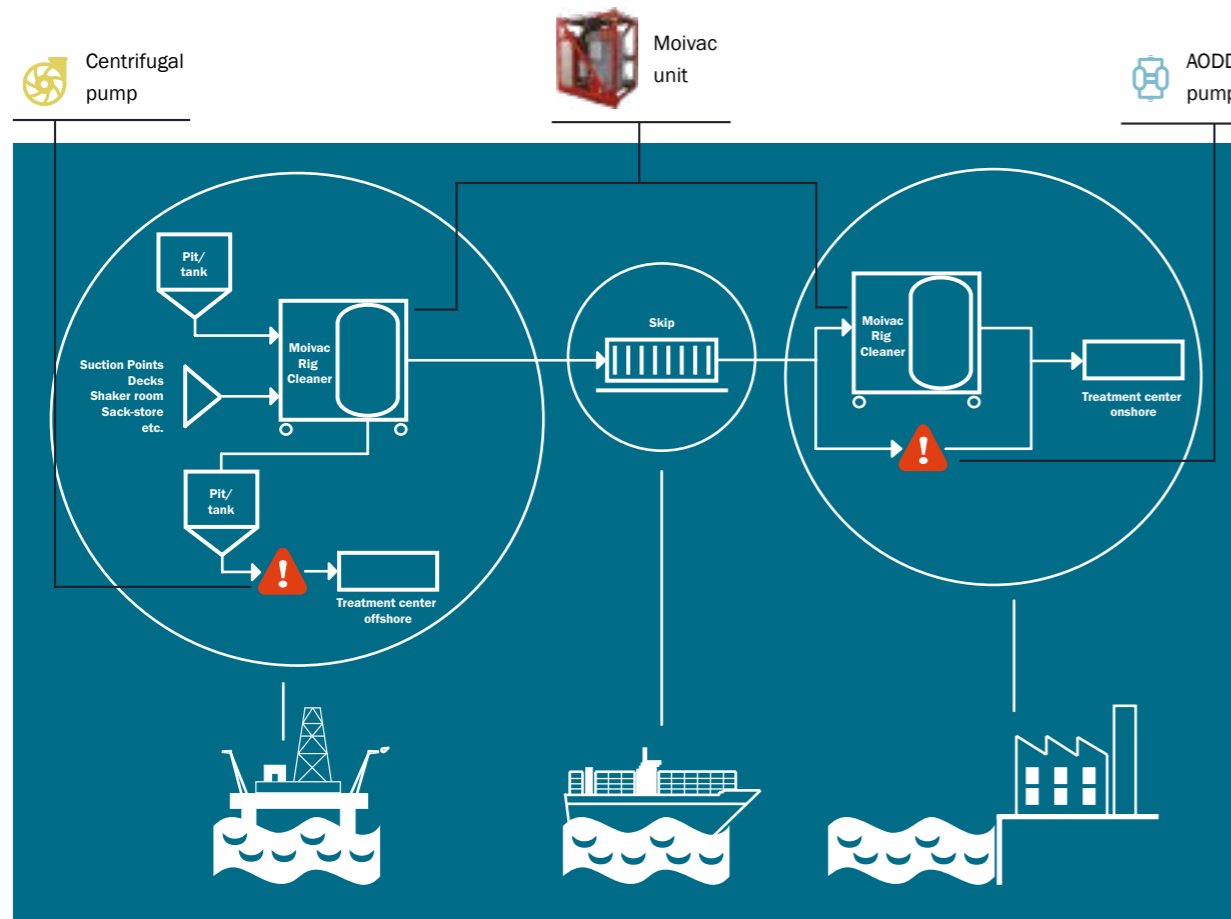 Centrifugal
pump
Moivac
unit
AODD
pump
Pit/
tank
Moivac
Rig
Cleaner
Suction Points
Decks
Shaker room
Sack-store
etc.
Pit/
tank
!
Treatment center
offshore
Skip
Moivac
Rig
Cleaner
!
Treatment center
onshore